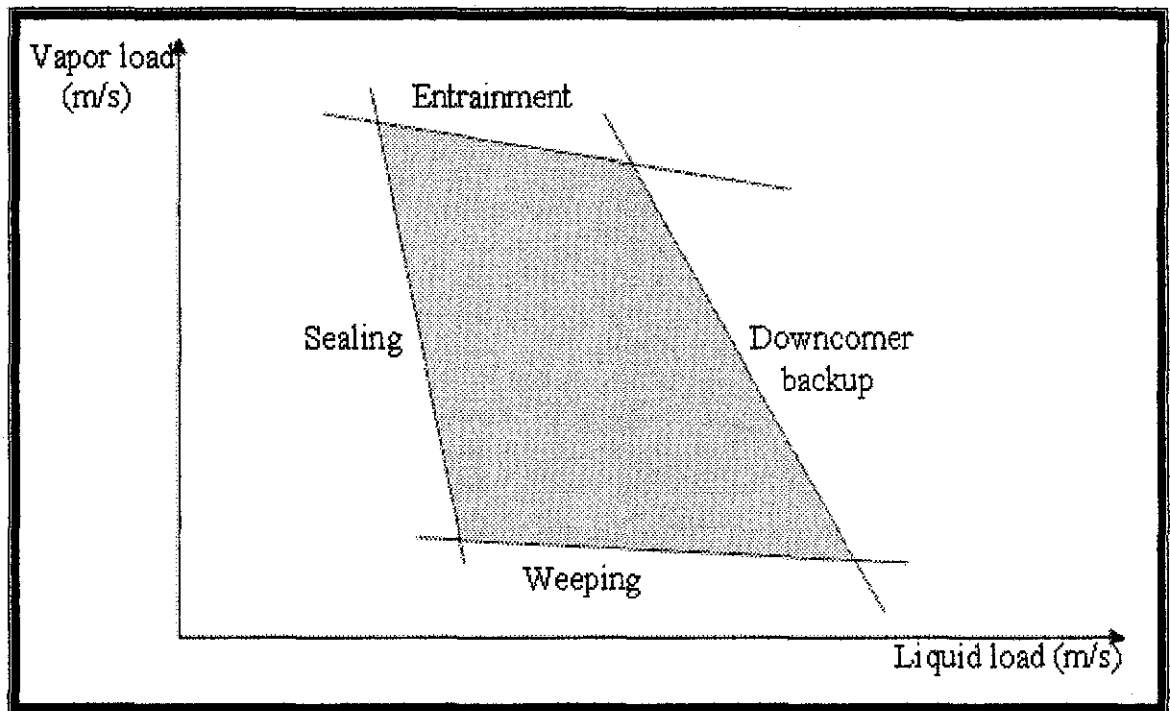 Vapor load
(m/s)
Entrainment
Sealing
Downcomer
backup
Weeping
Liquid load (m/s)